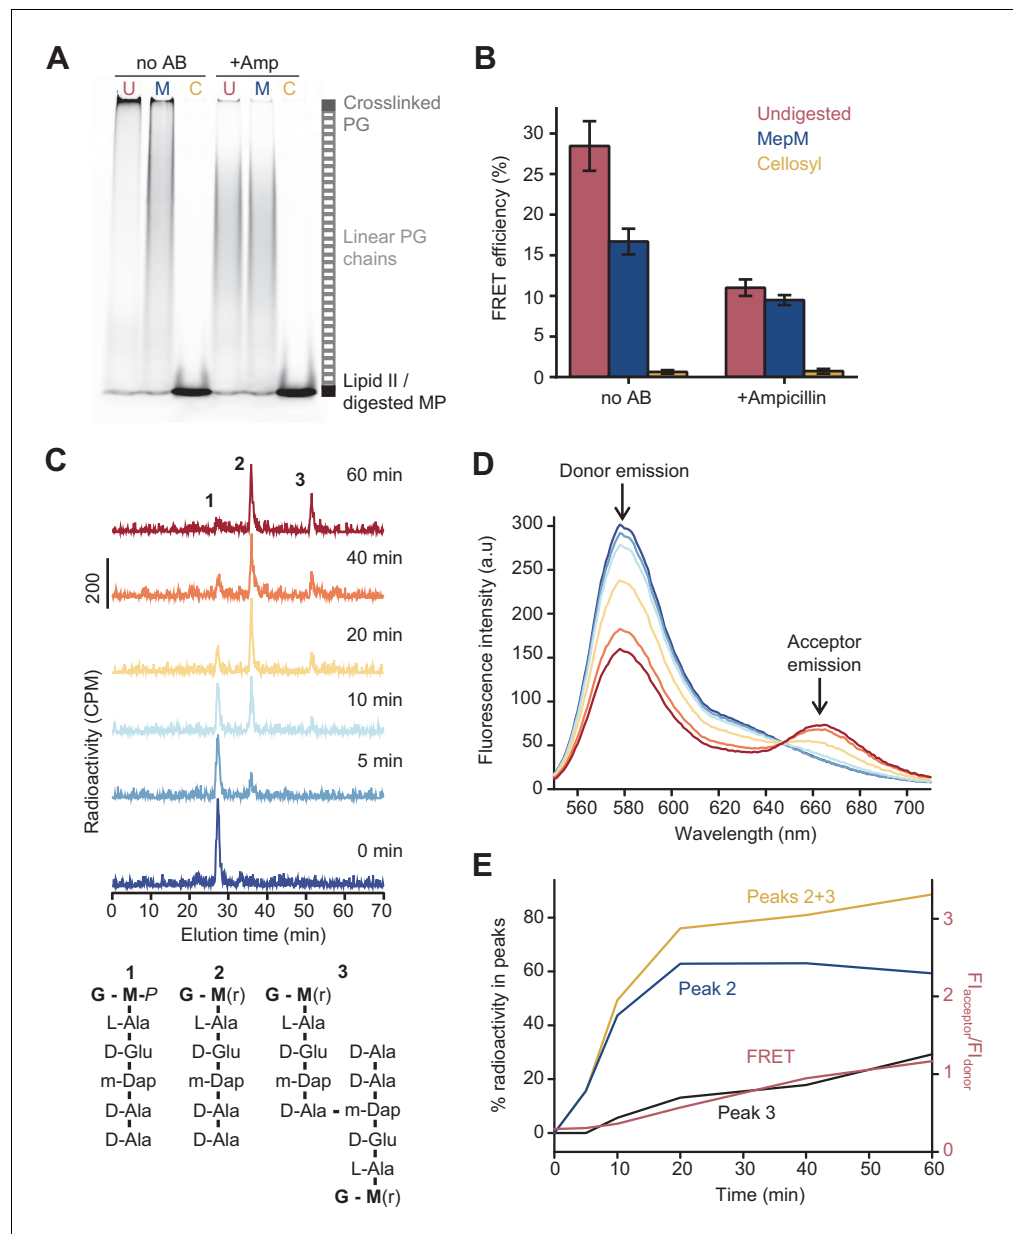 A
no AB +Amp
U M C U M C
Crosslinked
PG
Linear PG
chains
Lipid II /
digested MP
B
Undigested
MepM
Cellosyl
FRET efficiency (%)
30
25
20
15
10
5
0
no AB +Ampicillin
C
60 min
1 2 3
40 min
200
20 min
10 min
5 min
0 min
Radioactivity (CPM)
0 10 20 30 40 50 60 70
Elution time (min)
1 2 3
G - M-P G - M(r) G - M(r)
L-Ala L-Ala L-Ala
D-Glu D-Glu D-Glu D-Ala
m-Dap m-Dap m-Dap D-Ala
D-Ala D-Ala D-Ala - m-Dap
D-Ala D-Ala D-Glu
L-Ala
G - M(r)
D
Donor emission
Acceptor
emission
Fluorescence intensity (a.u)
300
250
200
150
100
50
0
560 580 600 620 640 660 680 700
Wavelength (nm)
E
Peaks 2+3
Peak 2
FRET
Peak 3
% radioactivity in peaks
80
60
40
20
0
FIacceptor/FIdonor
3
2
1
0
0 10 20 30 40 50 60
Time (min)